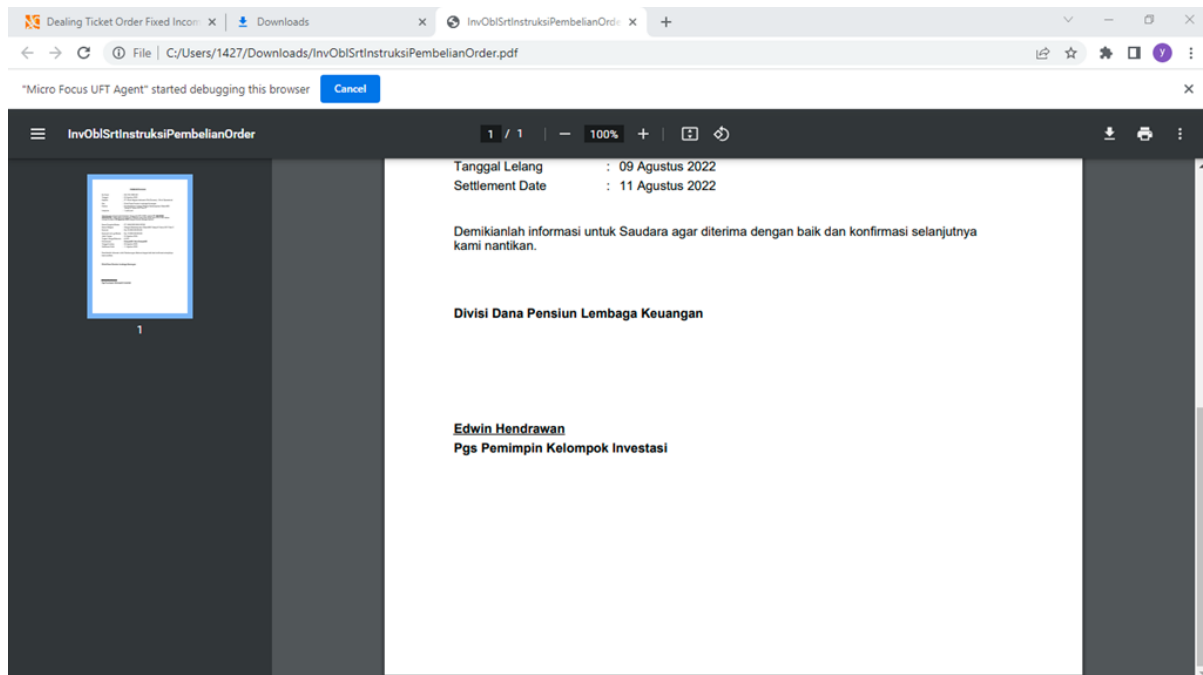 Dealing Ticket Order Fixed Incom
Downloads
InvOblSrtInstruksiPembelianOrde
File | C:/Users/1427/Downloads/InvOblSrtInstruksiPembelianOrder.pdf
y
"Micro Focus UFT Agent" started debugging this browser
Cancel
InvOblSrtInstruksiPembelianOrder
1 / 1
100%
1
Tanggal Lelang : 09 Agustus 2022
Settlement Date : 11 Agustus 2022
Demikianlah informasi untuk Saudara agar diterima dengan baik dan konfirmasi selanjutnya
kami nantikan.
Divisi Dana Pensiun Lembaga Keuangan
Edwin Hendrawan
Pgs Pemimpin Kelompok Investasi